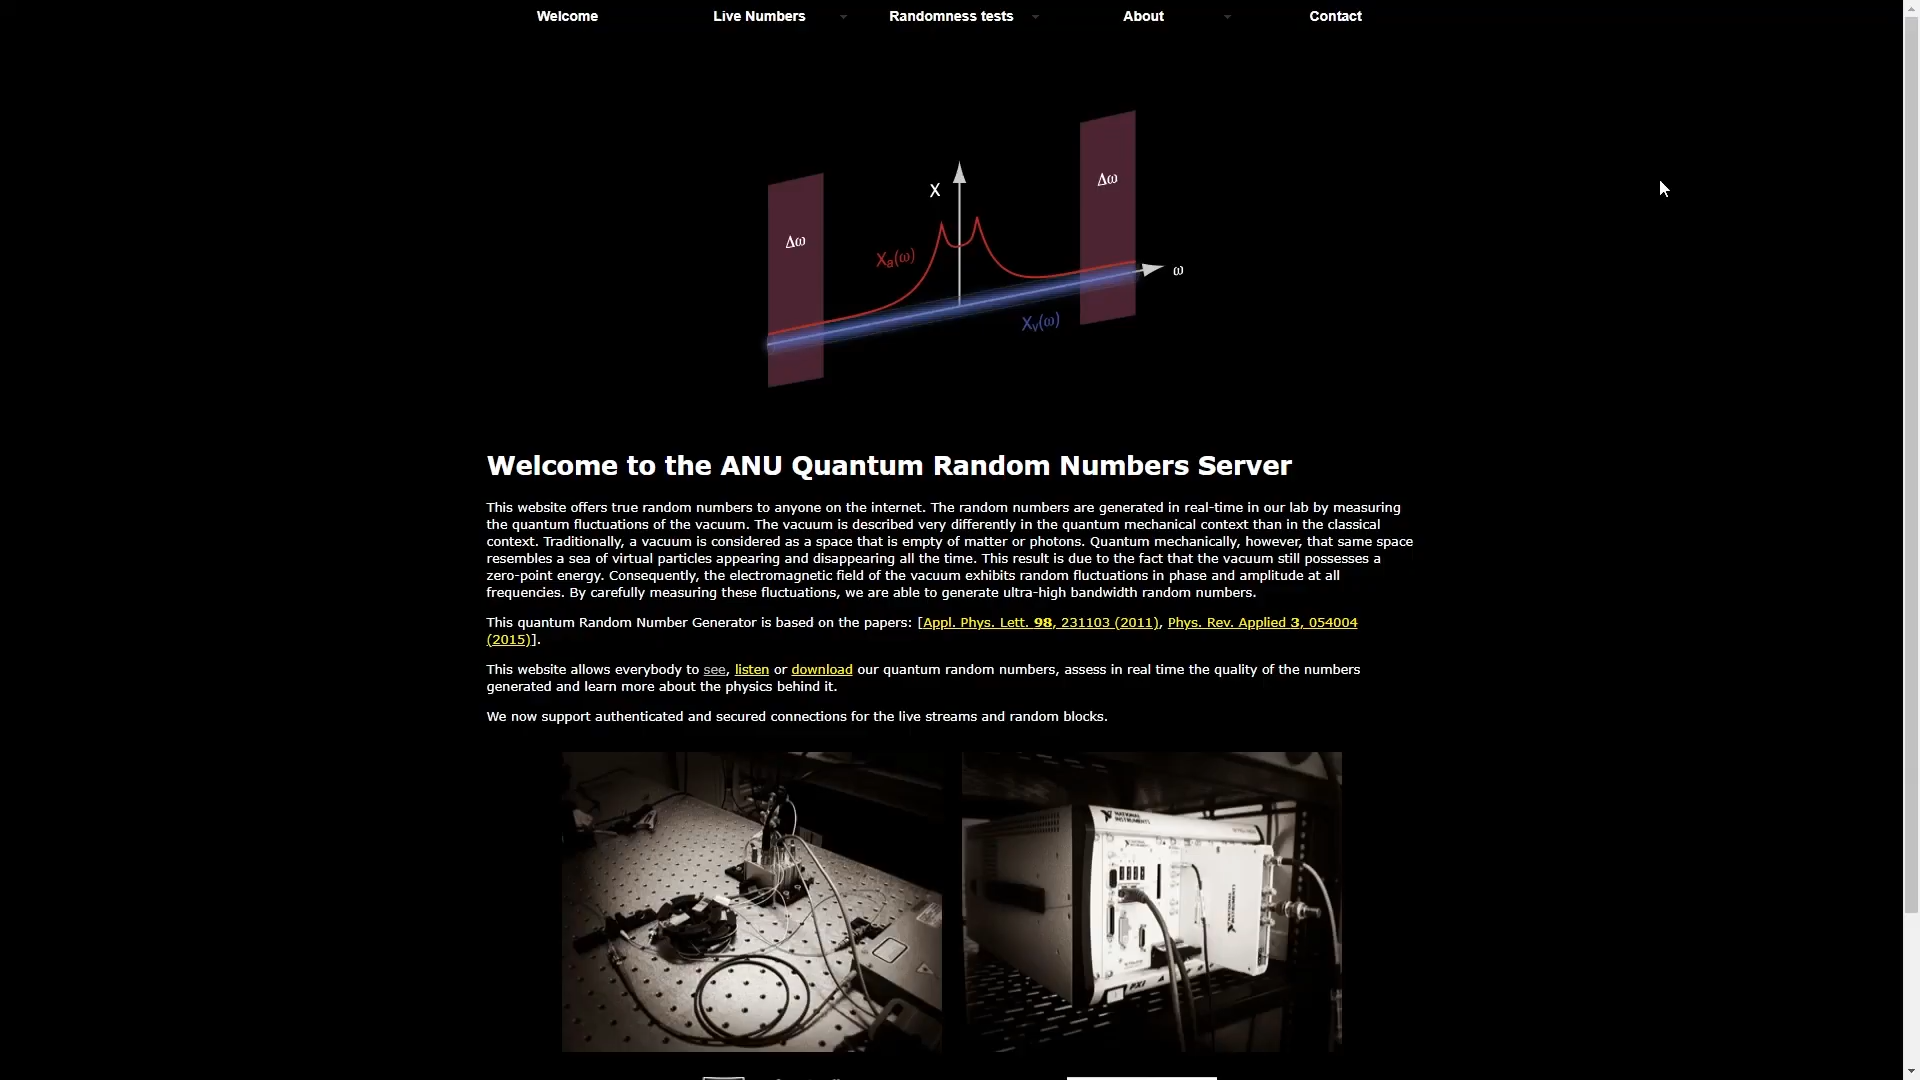 Welcome
Live Numbers
Randomness tests
About
Contact
X
Δω
Δω
Xa(ω)
ω
Xv(ω)
Welcome to the ANU Quantum Random Numbers Server
This website offers true random numbers to anyone on the internet. The random numbers are generated in real-time in our lab by measuring
the quantum fluctuations of the vacuum. The vacuum is described very differently in the quantum mechanical context than in the classical
context. Traditionally, a vacuum is considered as a space that is empty of matter or photons. Quantum mechanically, however, that same space
resembles a sea of virtual particles appearing and disappearing all the time. This result is due to the fact that the vacuum still possesses a
zero-point energy. Consequently, the electromagnetic field of the vacuum exhibits random fluctuations in phase and amplitude at all
frequencies. By carefully measuring these fluctuations, we are able to generate ultra-high bandwidth random numbers.
This quantum Random Number Generator is based on the papers: [Appl. Phys. Lett. 98, 231103 (2011), Phys. Rev. Applied 3, 054004
(2015)].
This website allows everybody to see, listen or download our quantum random numbers, assess in real time the quality of the numbers
generated and learn more about the physics behind it.
We now support authenticated and secured connections for the live streams and random blocks.
NATIONAL
INSTRUMENTS
NATIONAL
INSTRUMENTS
PXI